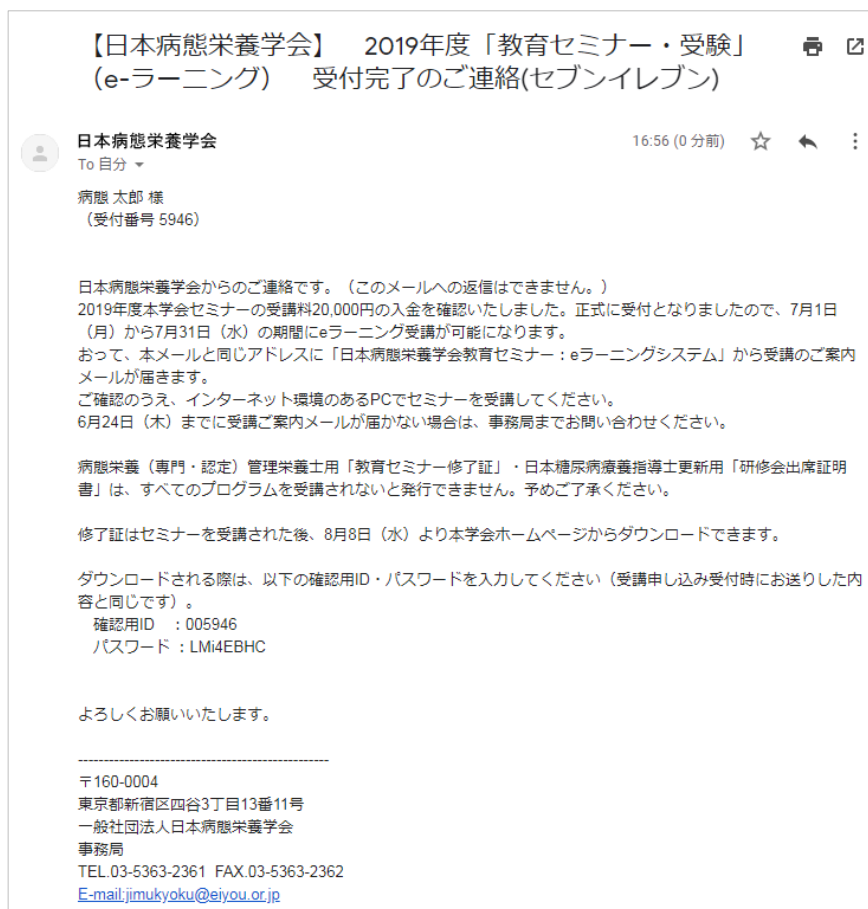 【日本病態栄養学会】　2019年度「教育セミナー・受験」
（e-ラーニング）　受付完了のご連絡(セブンイレブン)
日本病態栄養学会
16:56 (0 分前)
To 自分
病態 太郎 様
（受付番号 5946）
日本病態栄養学会からのご連絡です。（このメールへの返信はできません。）
2019年度本学会セミナーの受講料20,000円の入金を確認いたしました。正式に受付となりましたので、7月1日
（月）から7月31日（水）の期間にeラーニング受講が可能になります。
おって、本メールと同じアドレスに「日本病態栄養学会教育セミナー：eラーニングシステム」から受講のご案内
メールが届きます。
ご確認のうえ、インターネット環境のあるPCでセミナーを受講してください。
6月24日（木）までに受講ご案内メールが届かない場合は、事務局までお問い合わせください。
病態栄養（専門・認定）管理栄養士用「教育セミナー修了証」・日本糖尿病療養指導士更新用「研修会出席証明
書」は、すべてのプログラムを受講されないと発行できません。予めご了承ください。
修了証はセミナーを受講された後、8月8日（水）より本学会ホームページからダウンロードできます。
ダウンロードされる際は、以下の確認用ID・パスワードを入力してください（受講申し込み受付時にお送りした内
容と同じです）。
確認用ID　：005946
パスワード ：LMi4EBHC
よろしくお願いいたします。
-------------------------------------------------
〒160-0004
東京都新宿区四谷3丁目13番11号
一般社団法人日本病態栄養学会
事務局
TEL.03-5363-2361 FAX.03-5363-2362
E-mail:jimukyoku@eiyou.or.jp